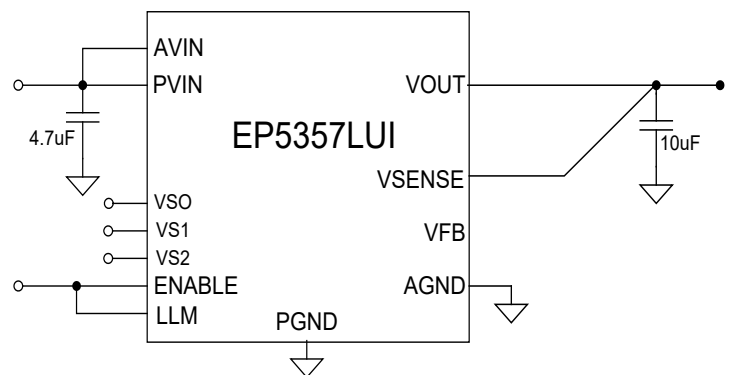 AVIN
PVIN
VOUT
4.7uF
EP5357LUI
10uF
VSENSE
VSO
VS1
VFB
VS2
ENABLE
AGND
LLM
PGND